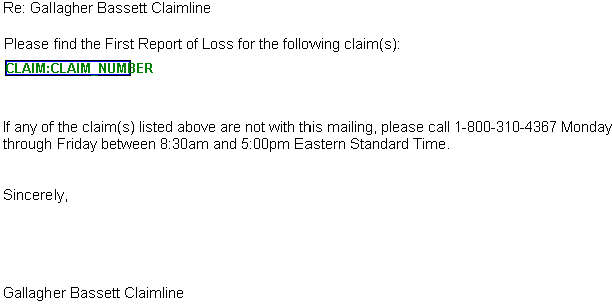 Re: Gallagher Bassett Claimline
Please find the First Report of Loss for the following claim(s):
CLAIM:CLAIM_NUMBER
If any of the claim(s) listed above are not with this mailing, please call 1-800-310-4367 Monday
through Friday between 8:30am and 5:00pm Eastern Standard Time.
Sincerely,
Gallagher Bassett Claimline